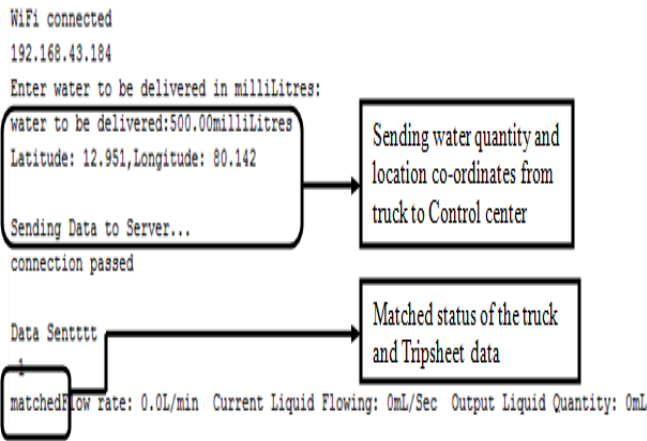 WiFi connected
192.168.43.184
Enter water to be delivered in milliLitres:
water to be delivered:500.00milliLitres
Latitude: 12.951,Longitude: 80.142
Sending Data to Server...
connection passed
Data Sentttt
1
matchedFlow rate: 0.0L/min  Current Liquid Flowing: 0mL/Sec  Output Liquid Quantity: 0mL
Sending water quantity and
location co-ordinates from
truck to Control center
Matched status of the truck
and Tripsheet data